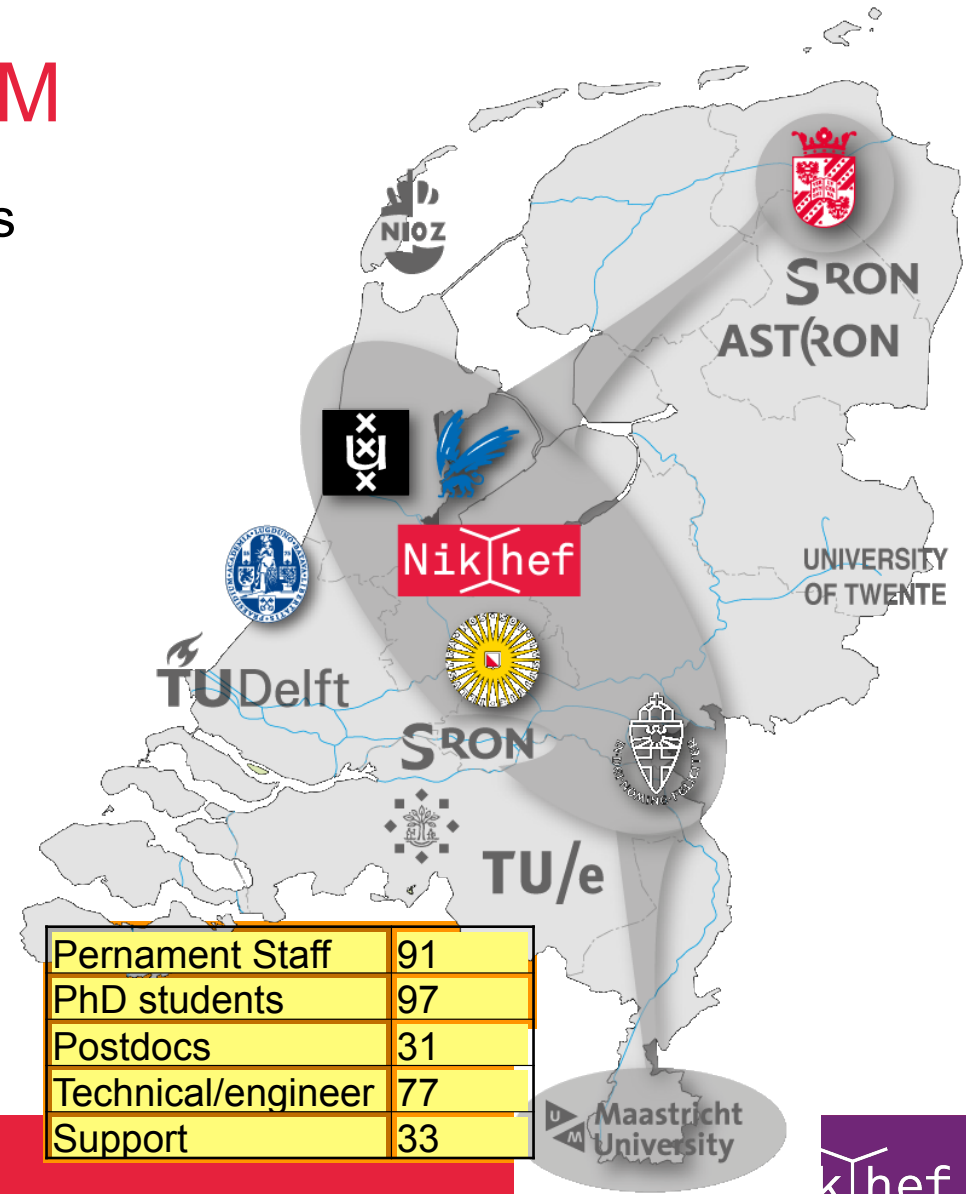 M
s
NIOZ
SRON
ASTRON
U
Nikhef
UNIVERSITY
OF TWENTE
TUDelft
SRON
TU/e
Pernament Staff 91
PhD students 97
Postdocs 31
Technical/engineer 77
Support 33
U M
Maastricht
University
khef